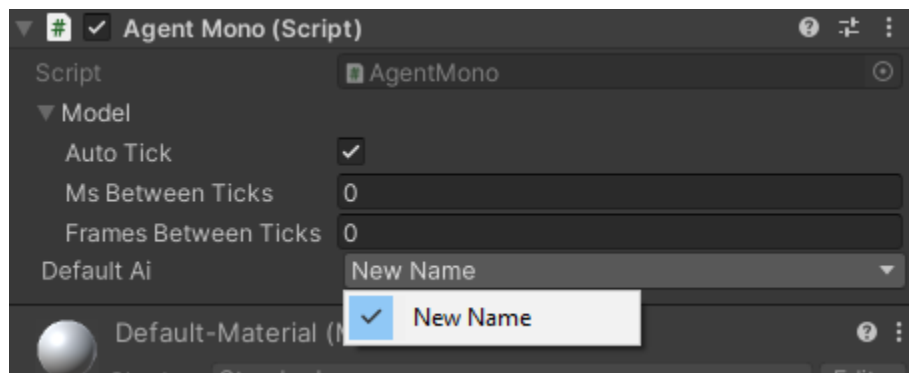 Agent Mono (Script)
Script AgentMono
Model
Auto Tick
Ms Between Ticks 0
Frames Between Ticks 0
Default Ai New Name
New Name
Default-Material (